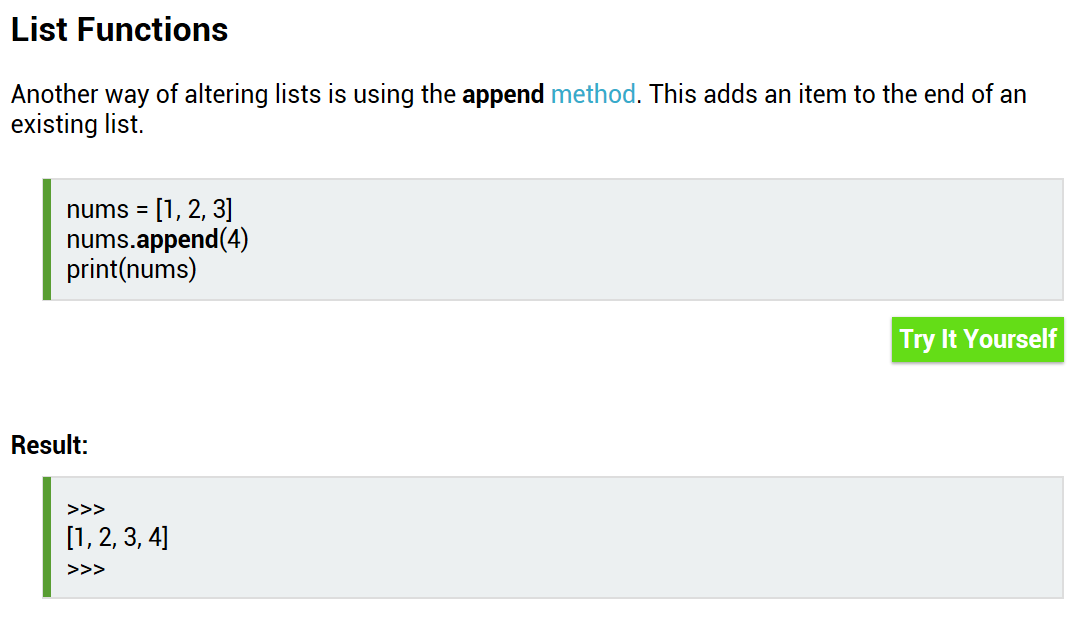 List Functions
Another way of altering lists is using the append method. This adds an item to the end of an
existing list.
nums = [1, 2, 3]
nums.append(4)
print(nums)
Try It Yourself
Result:
>>>
[1, 2, 3, 4]
>>>